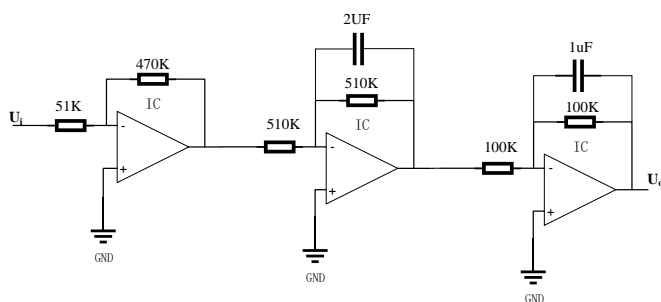 2UF
1uF
470K
510K
100K
51K
IC
IC
IC
Ui
510K
100K
-
-
-
+
+
+
Uo
GND
GND
GND